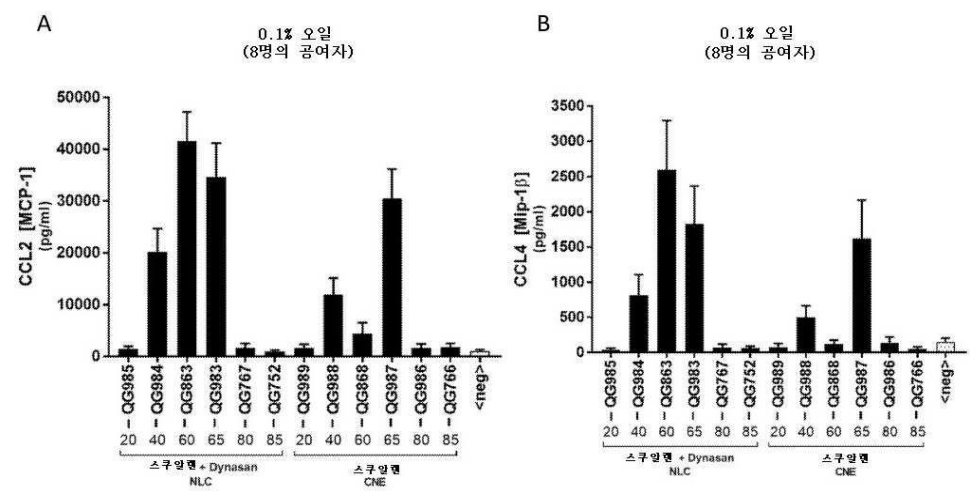 A
0.1% 오일
(8명의 공여자)
CCL2 [MCP-1]
(pg/ml)
50000
40000
30000
20000
10000
0
QG985
QG984
QG863
QG983
QG767
QG752
QG989
QG988
QG868
QG987
QG986
QG766
<neg>
20 40 60 65 80 85 20 40 60 65 80 85
스쿠알렌 + Dynasan
NLC
스쿠알렌
CNE
B
0.1% 오일
(8명의 공여자)
CCL4 [Mip-1β]
(pg/ml)
3500
3000
2500
2000
1500
1000
500
0
QG985
QG984
QG863
QG983
QG767
QG752
QG989
QG988
QG868
QG987
QG986
QG766
<neg>
20 40 60 65 80 85 20 40 60 65 80 85
스쿠알렌 + Dynasan
NLC
스쿠알렌
CNE